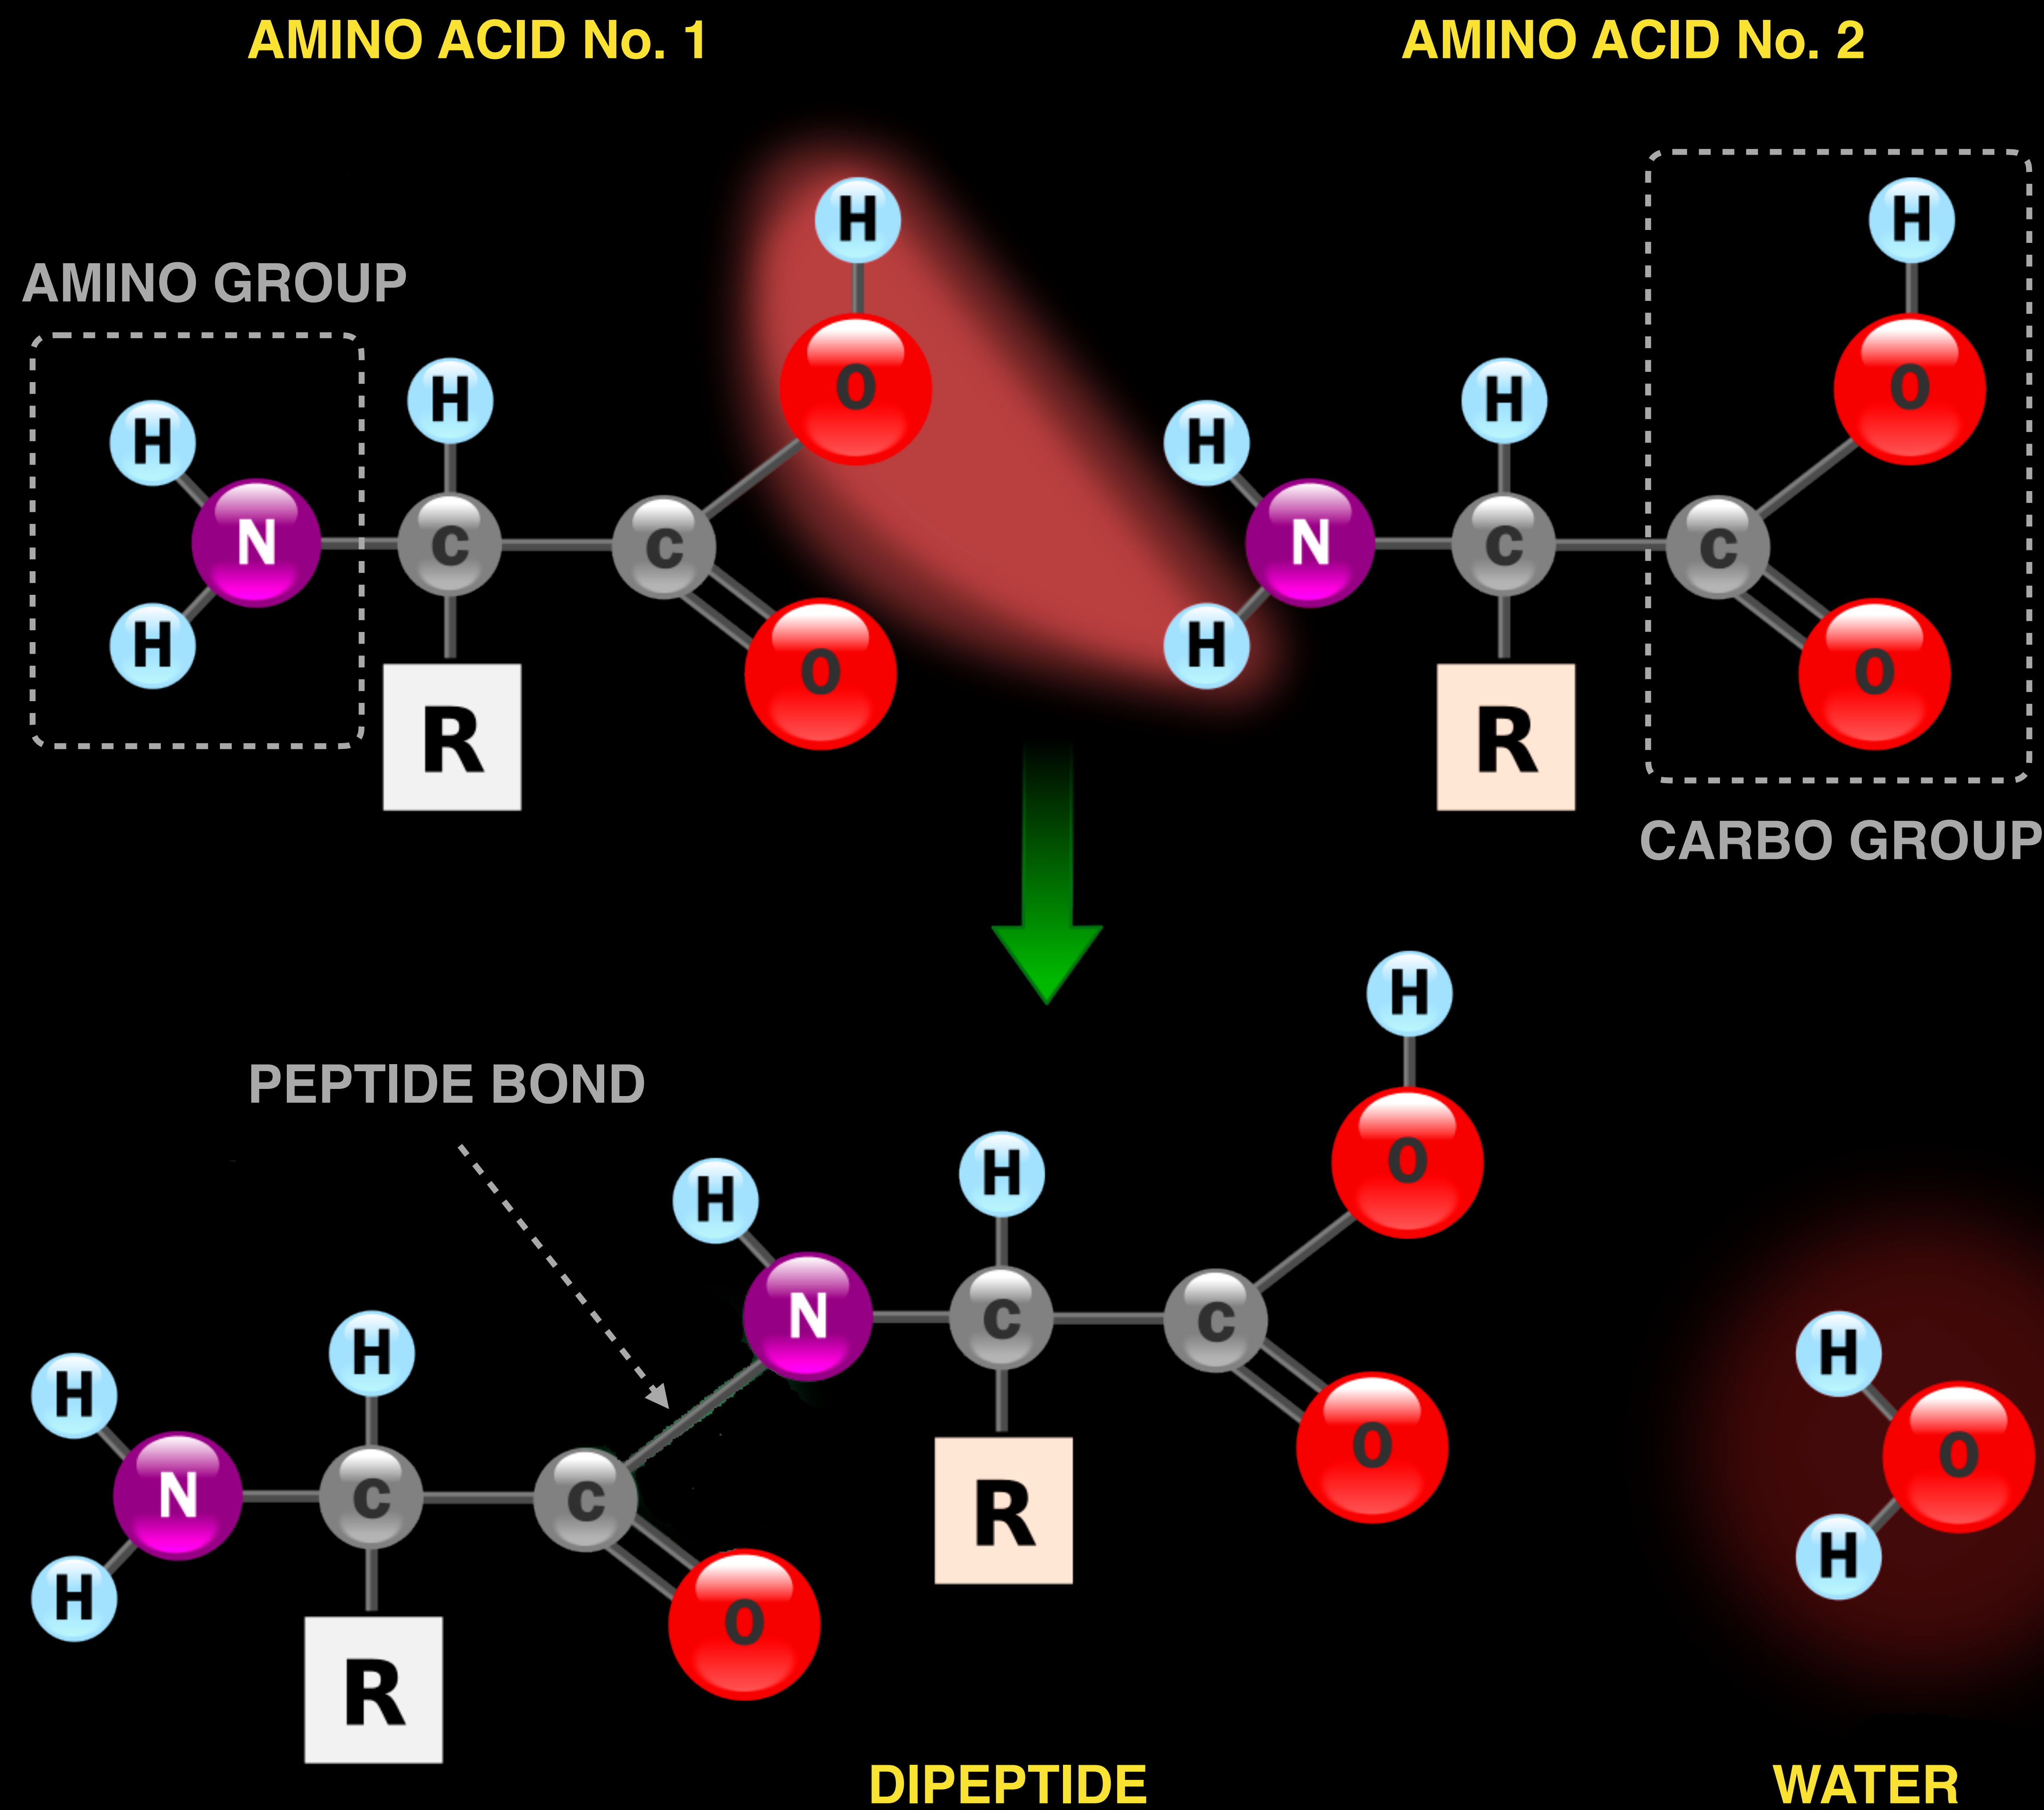 AMINO ACID No. 1
AMINO ACID No. 2
H
H
AMINO GROUP
H
H
O
H
H
O
H
N
C
C
H
N
C
C
H
O
H
O
R
R
CARBO GROUP
H
PEPTIDE BOND
H
H
O
H
H
N
C
C
H
H
N
C
C
O
O
H
R
H
O
R
DIPEPTIDE
WATER